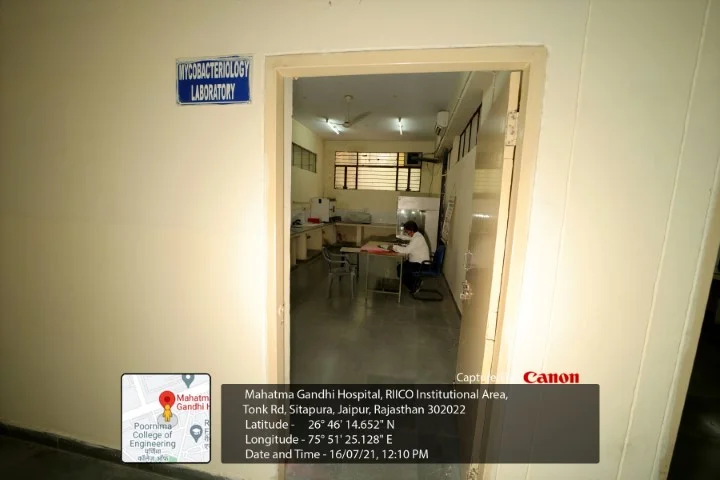 MYCOBACTERIOLOGY
LABORATORY
Canon
Mahatma Gandhi Hospital, RIICO Institutional Area,
Tonk Rd, Sitapura, Jaipur, Rajasthan 302022
Latitude - 26° 46' 14.652" N
Longitude - 75° 51' 25.128" E
Date and Time - 16/07/21, 12:10 PM
Mahatm
Gandhi H
Poornima
College of
Engineering
पूर्णिमा